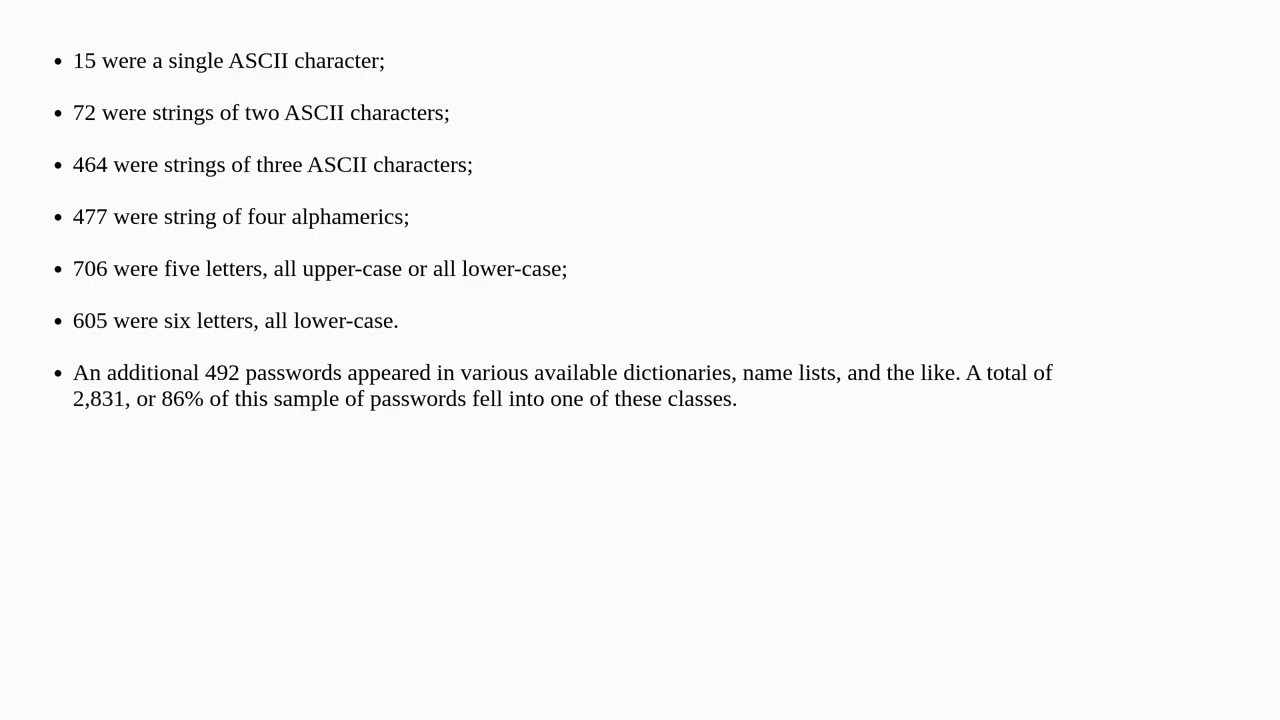 • 15 were a single ASCII character;
• 72 were strings of two ASCII characters;
• 464 were strings of three ASCII characters;
• 477 were string of four alphamerics;
• 706 were five letters, all upper-case or all lower-case;
• 605 were six letters, all lower-case.
• An additional 492 passwords appeared in various available dictionaries, name lists, and the like. A total of
2,831, or 86% of this sample of passwords fell into one of these classes.